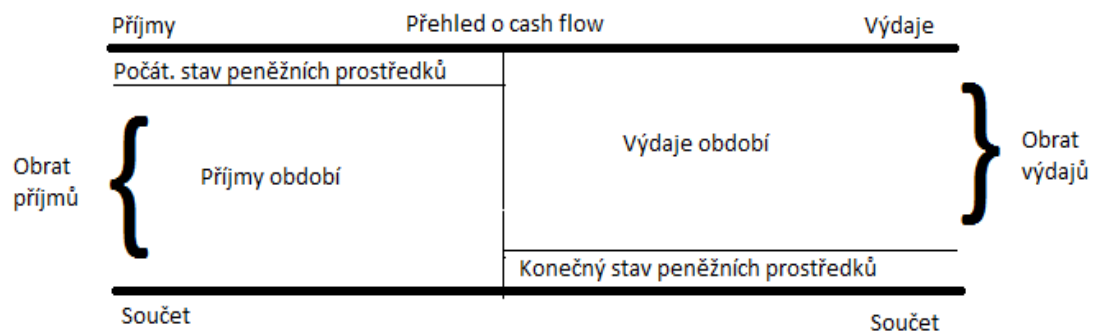 Příjmy
Přehled o cash flow
Výdaje
Počát. stav peněžních prostředků
Výdaje období
Obrat
příjmů
Příjmy období
Obrat
výdajů
Konečný stav peněžních prostředků
Součet
Součet